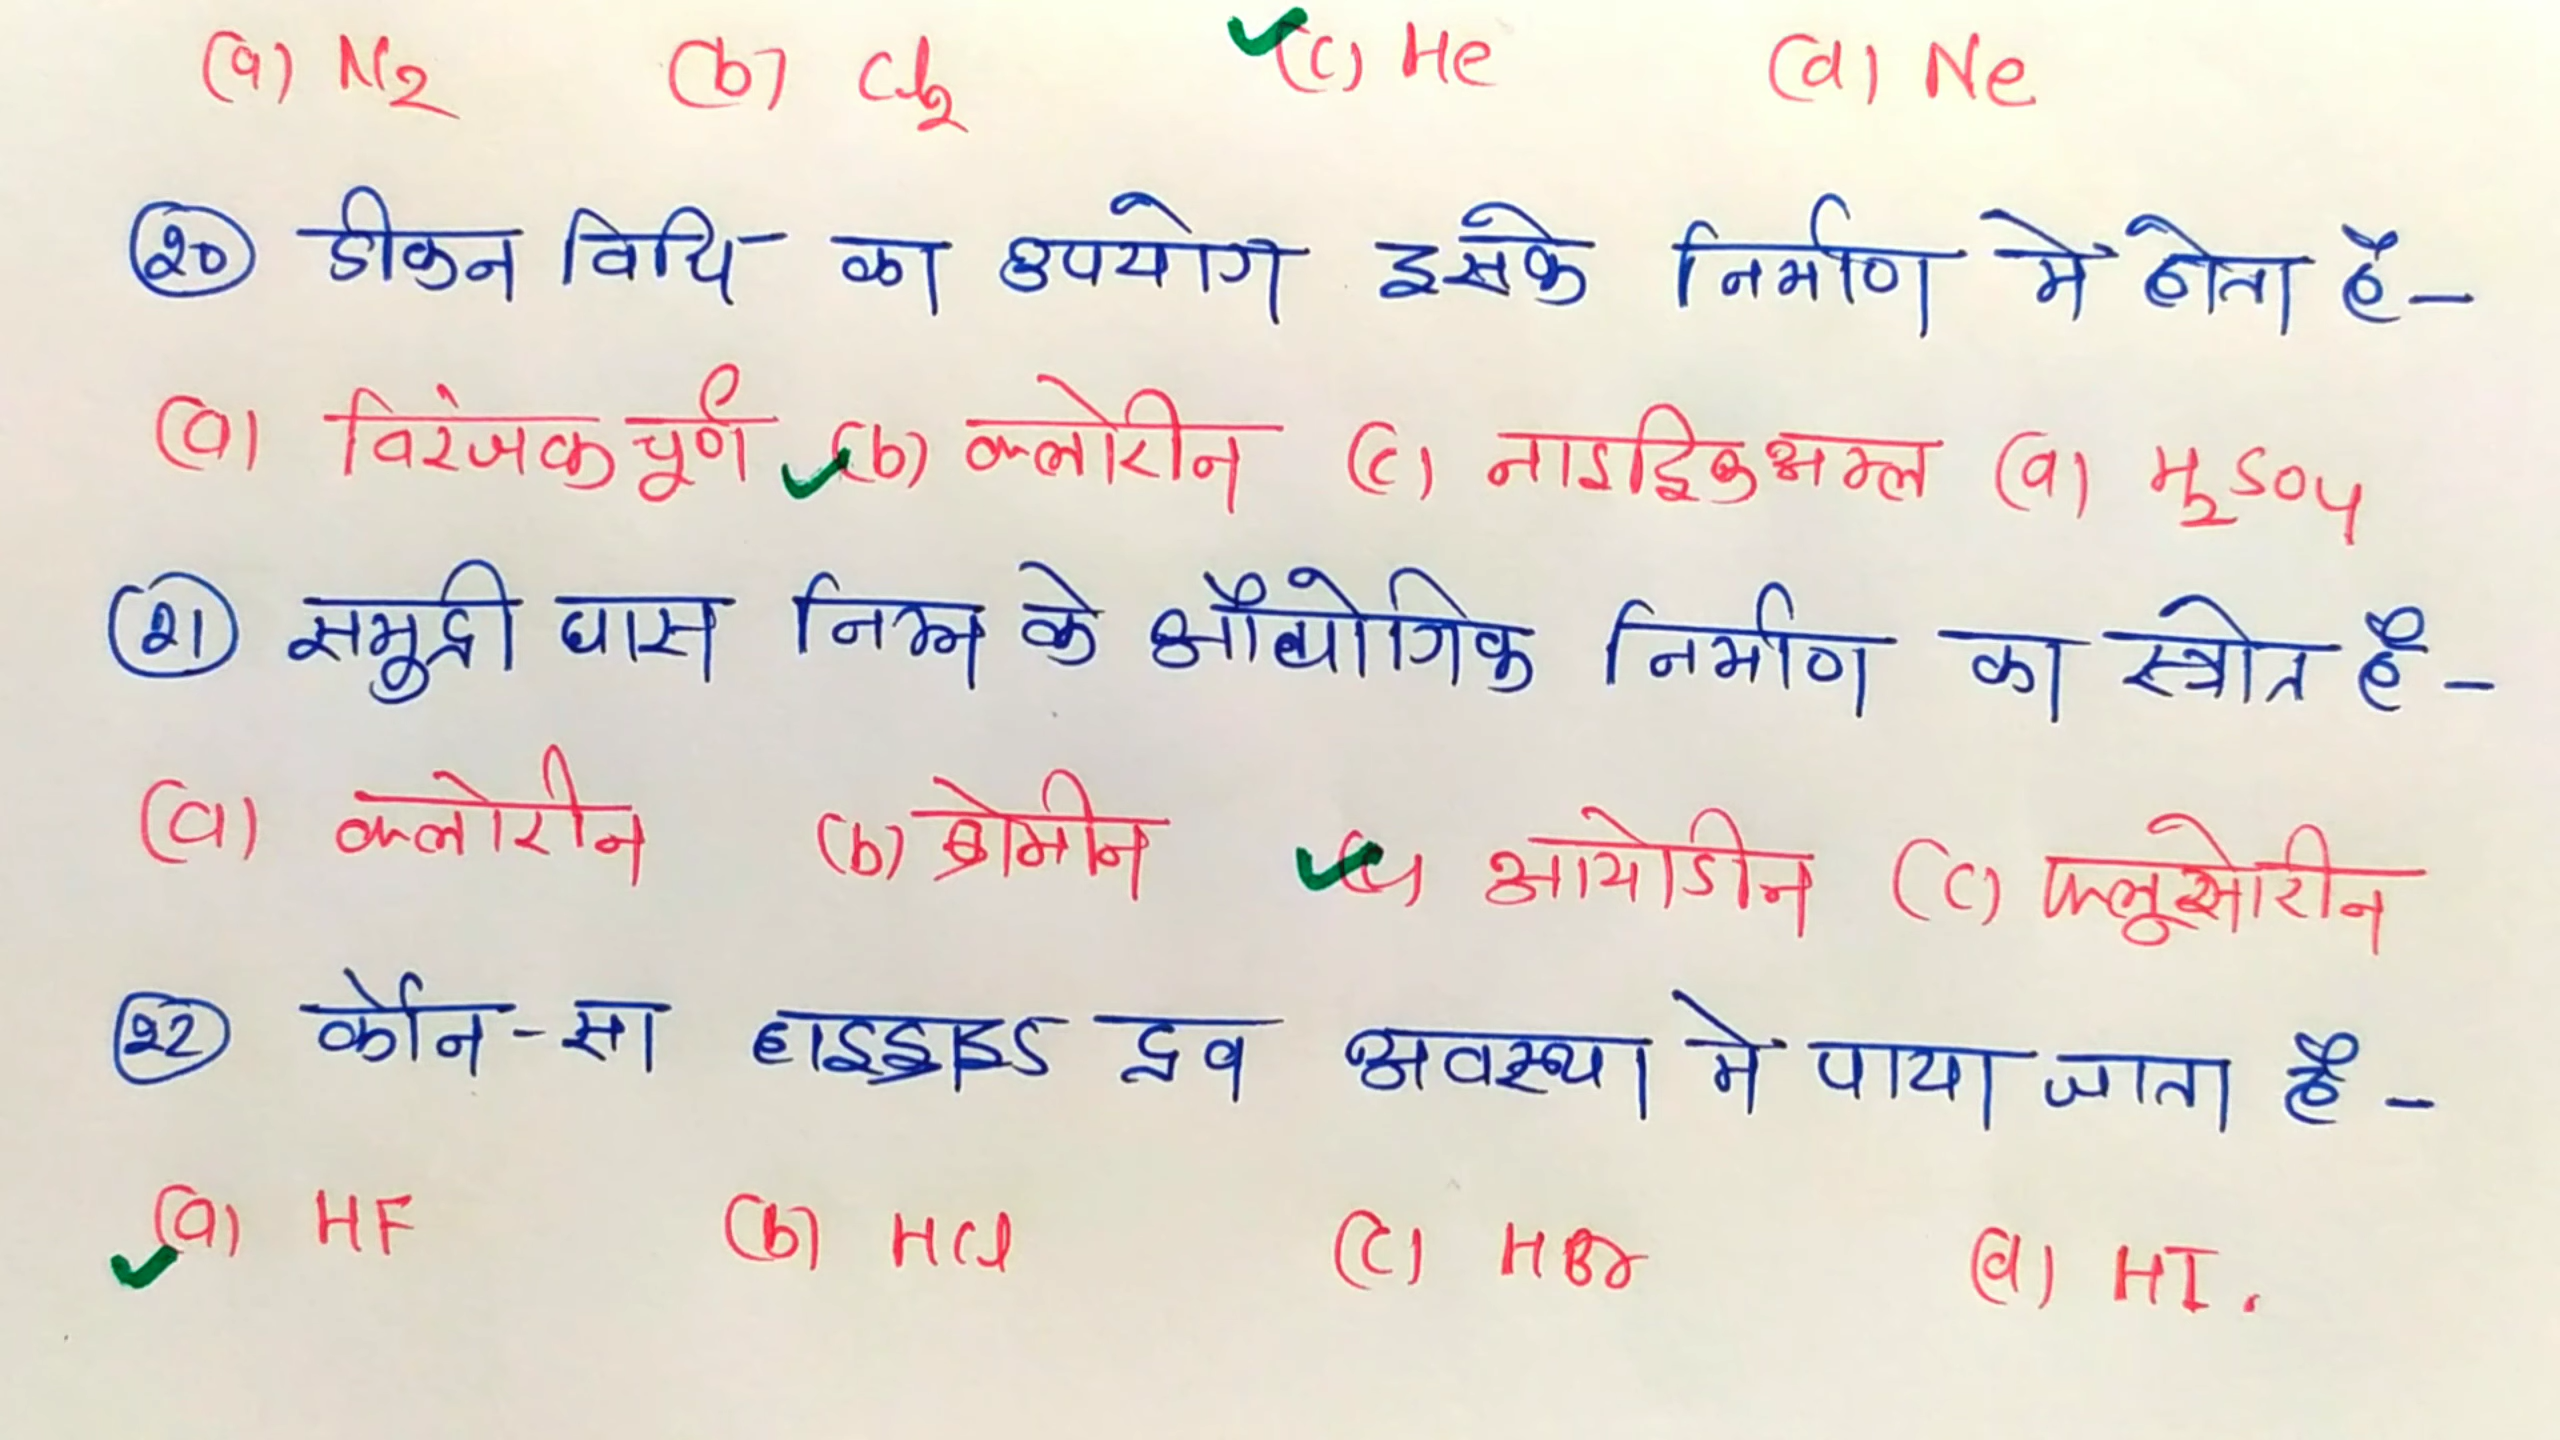 (a) N2 (b) Cl2 (c) He (d) Ne
(20) डीकन विधि का उपयोग इसके निर्माण मे होता है-
(a) विरंजक चूर्ण (b) क्लोरीन (c) नाइट्रिक अम्ल (d) H2SO4
(21) समुद्री घास निम्न के औद्योगिक निर्माण का स्त्रोत है-
(a) क्लोरीन (b) ब्रोमीन (c) आयोडीन (c) फ्लूओरीन
(22) कौन-सा हाइड्राइड द्रव अवस्था मे पाया जाता है-
(a) HF (b) HCl (c) HBr (d) HI.